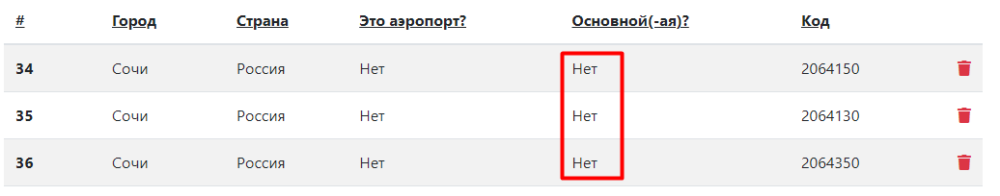 # Город Страна Это аэропорт? Основной(-ая)? Код
34 Сочи Россия Нет Нет 2064150
35 Сочи Россия Нет Нет 2064130
36 Сочи Россия Нет Нет 2064350